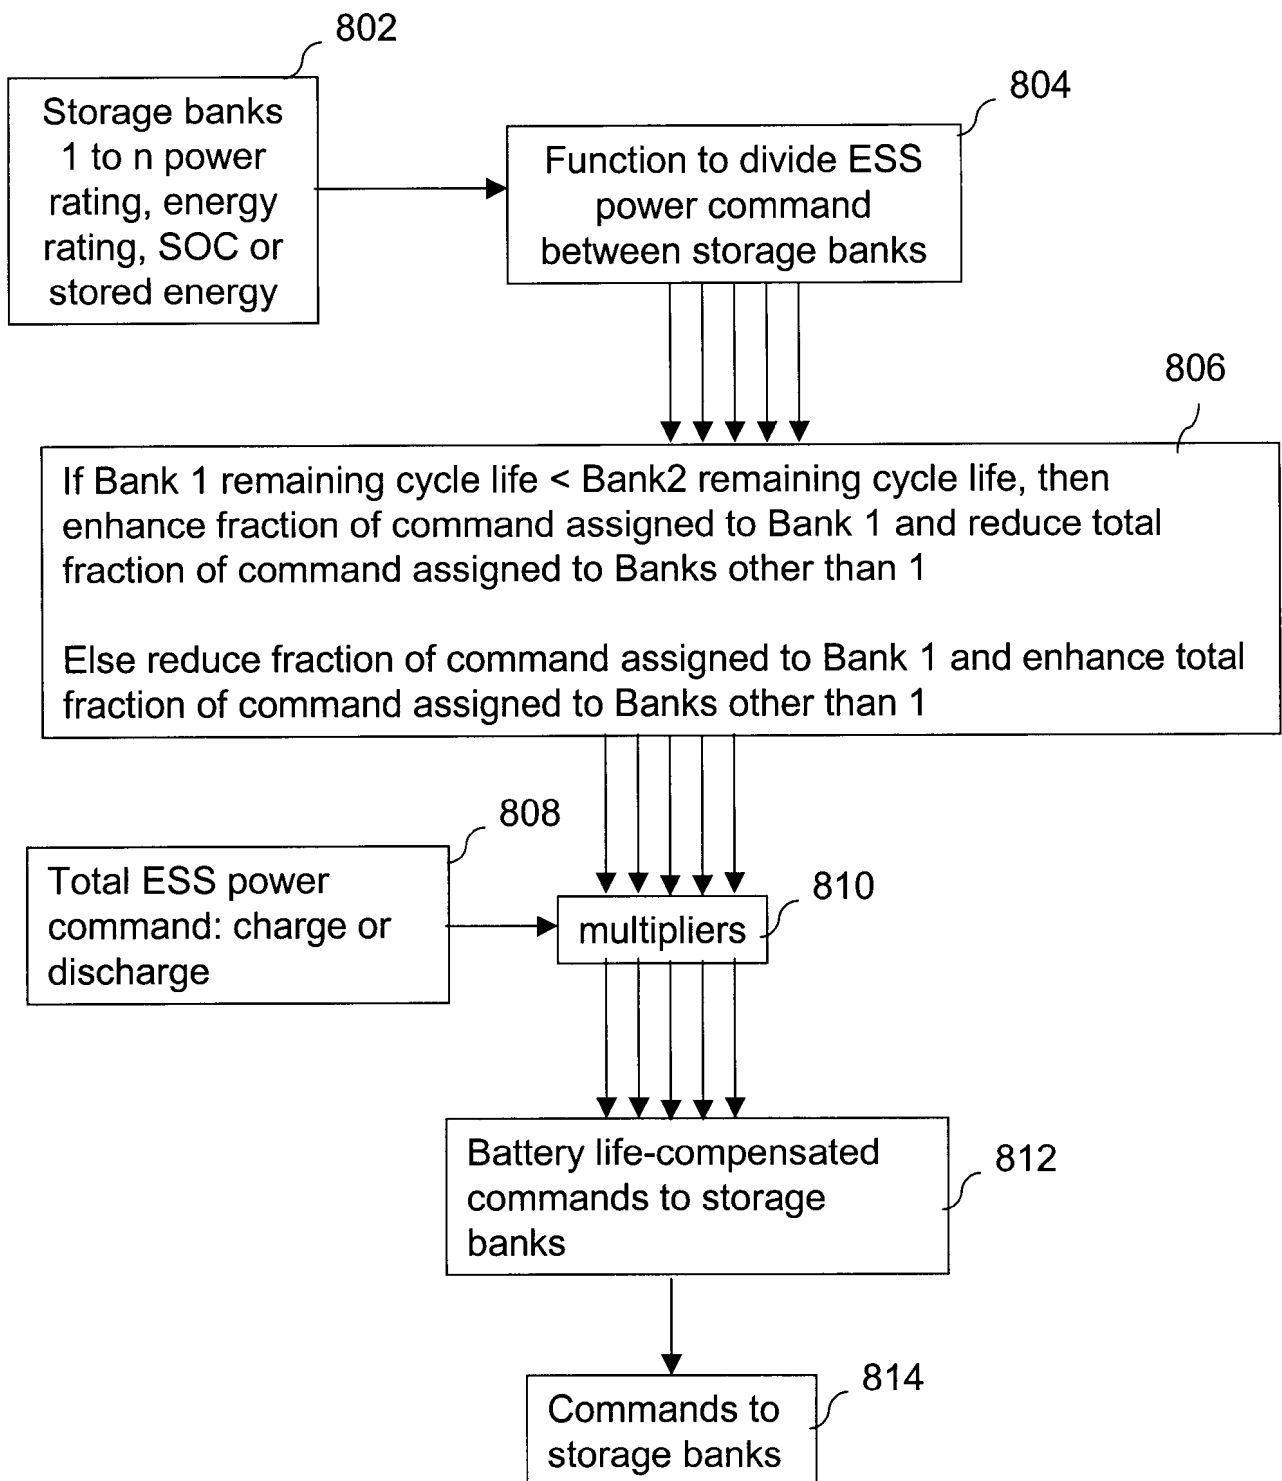 802
Storage banks
1 to n power
rating, energy
rating, SOC or
stored energy
804
Function to divide ESS
power command
between storage banks
806
If Bank 1 remaining cycle life < Bank2 remaining cycle life, then
enhance fraction of command assigned to Bank 1 and reduce total
fraction of command assigned to Banks other than 1
Else reduce fraction of command assigned to Bank 1 and enhance total
fraction of command assigned to Banks other than 1
808
Total ESS power
command: charge or
discharge
810
multipliers
812
Battery life-compensated
commands to storage
banks
814
Commands to
storage banks